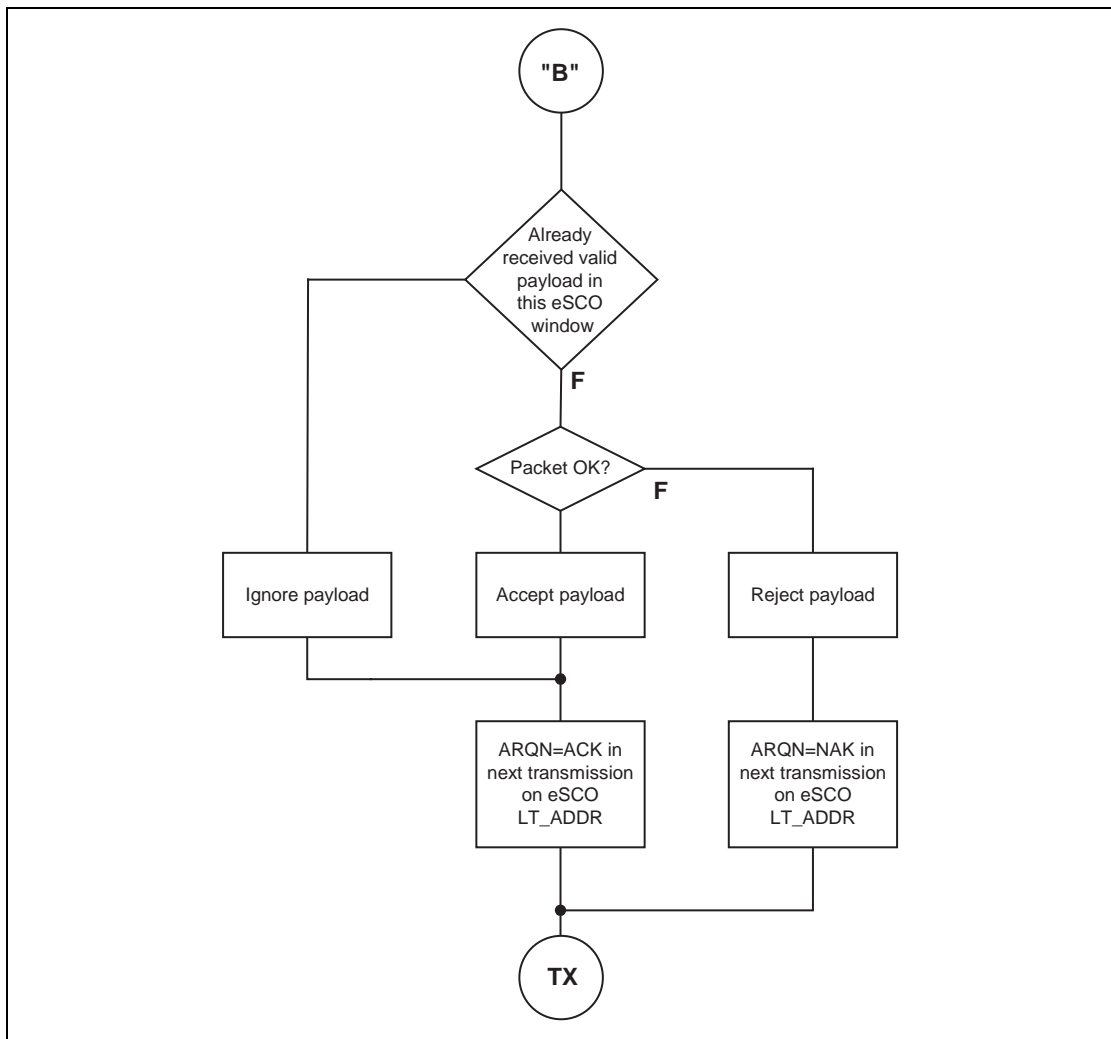 "B"
Already
received valid
payload in
this eSCO
window
F
Packet OK?
F
Ignore payload
Accept payload
Reject payload
ARQN=ACK in
next transmission
on eSCO
LT_ADDR
ARQN=NAK in
next transmission
on eSCO
LT_ADDR
TX